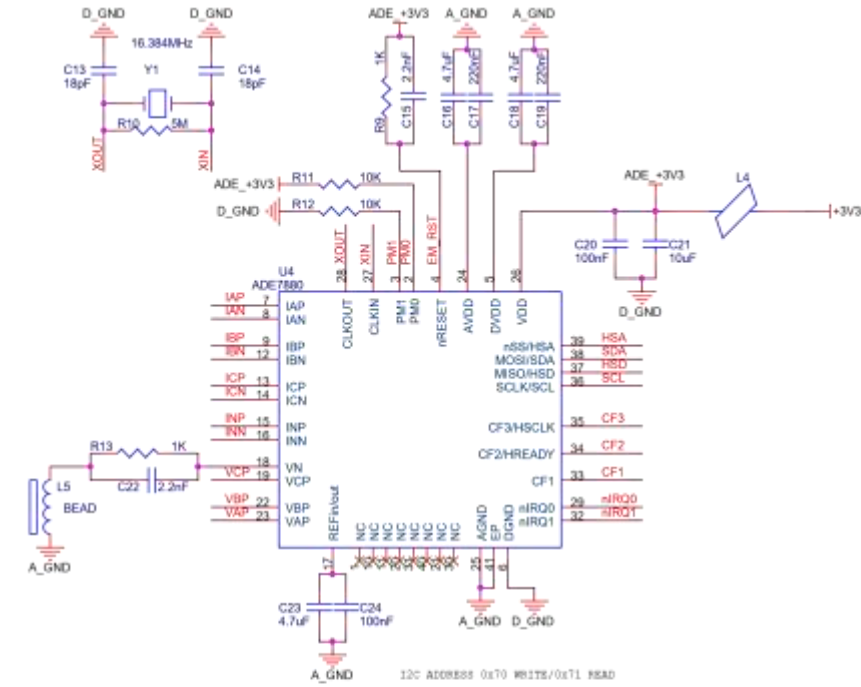 D_GND
D_GND
ADE_+3V3
A_GND
A_GND
16.384MHz
C13
18pF
Y1
C14
18pF
R10
5M
XOUT
XIN
1K
R9
2.2nF
C15
4.7uF
C16
220nF
C17
4.7uF
C18
220nF
C19
ADE_+3V3
R11
10K
D_GND
R12
10K
ADE_+3V3
L4
+3V3
C20
100nF
C21
10uF
D_GND
XOUT
XIN
PM1
PM0
EM_RST
28
27
3
2
4
24
5
26
U4
ADE7880
CLKOUT
CLKIN
PM1
PM0
nRESET
AVDD
DVDD
VDD
IAP 7 IAP
IAN 8 IAN
IBP 9 IBP
IBN 12 IBN
ICP 13 ICP
ICN 14 ICN
INP 15 INP
INN 16 INN
18 VN
VCP 19 VCP
VBP 22 VBP
VAP 23 VAP
nSS/HSA 39 HSA
MOSI/SDA 38 SDA
MISO/HSD 37 HSD
SCLK/SCL 36 SCL
CF3/HSCLK 35 CF3
CF2/HREADY 34 CF2
CF1 33 CF1
nIRQ0 29 nIRQ0
nIRQ1 32 nIRQ1
R13
1K
C22
2.2nF
L5
BEAD
A_GND
REFin/out
NC
NC
NC
NC
NC
NC
NC
NC
AGND
EP
DGND
17
25
41
6
C23
4.7uF
C24
100nF
A_GND
A_GND
D_GND
I2C ADDRESS 0x70 WRITE/0x71 READ